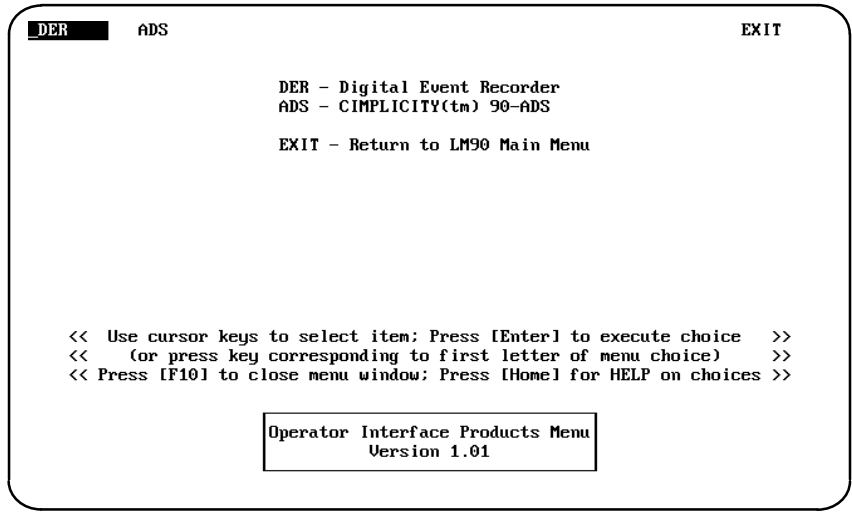 _DER ADS EXIT
DER - Digital Event Recorder
ADS - CIMPLICITY(tm) 90-ADS
EXIT - Return to LM90 Main Menu
<< Use cursor keys to select item; Press [Enter] to execute choice >>
<< (or press key corresponding to first letter of menu choice) >>
<< Press [F10] to close menu window; Press [Home] for HELP on choices >>
Operator Interface Products Menu
Version 1.01